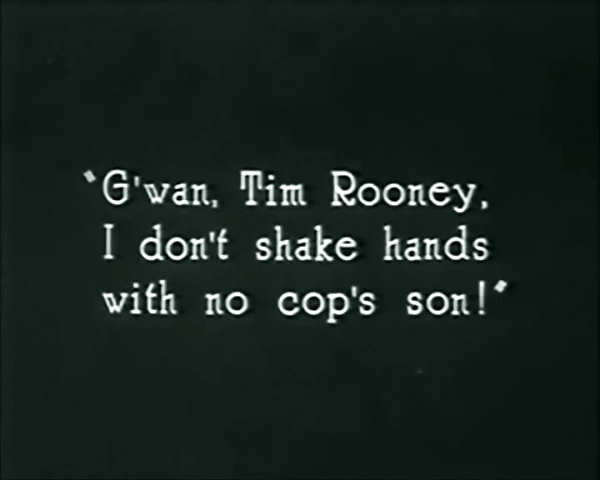 "G'wan, Tim Rooney,
I don't shake hands
with no cop's son!"